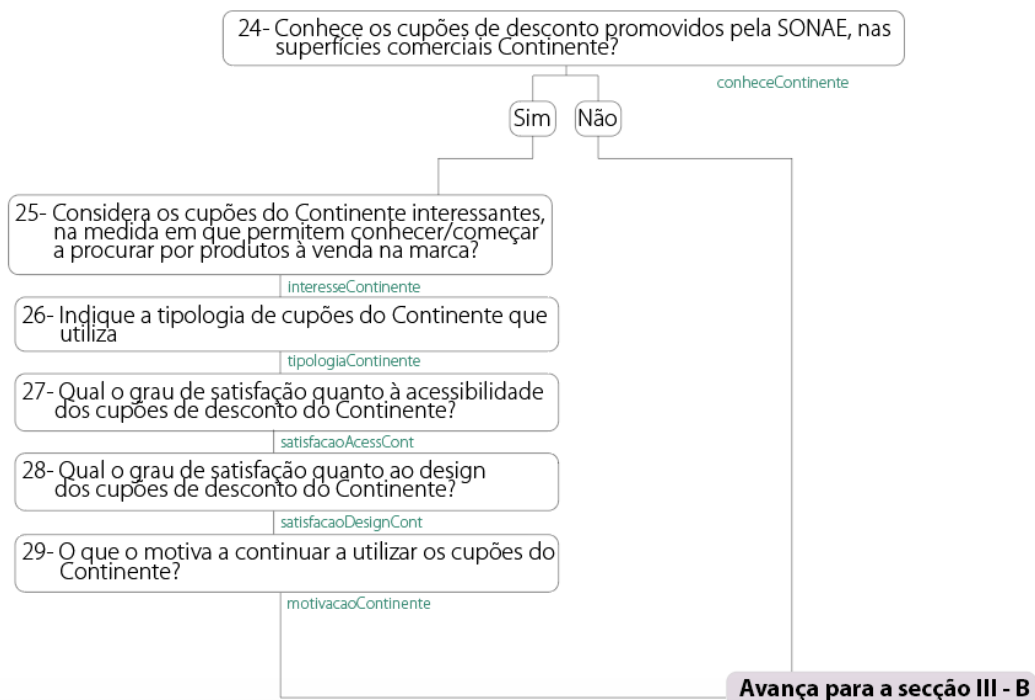 24- Conhece os cupões de desconto promovidos pela SONAE, nas
superfícies comerciais Continente?
conheceContinente
Sim
Não
25- Considera os cupões do Continente interessantes,
na medida em que permitem conhecer/começar
a procurar por produtos à venda na marca?
interesseContinente
26- Indique a tipologia de cupões do Continente que
utiliza
tipologiaContinente
27- Qual o grau de satisfação quanto à acessibilidade
dos cupões de desconto do Continente?
satisfacaoAcessCont
28- Qual o grau de satisfação quanto ao design
dos cupões de desconto do Continente?
satisfacaoDesignCont
29- O que o motiva a continuar a utilizar os cupões do
Continente?
motivacaoContinente
Avança para a secção III - B